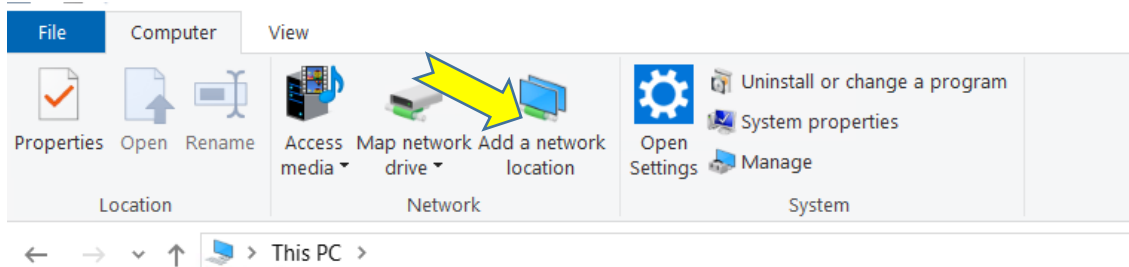 File Computer View
Uninstall or change a program
System properties
Properties Open Rename Access media Map network drive Add a network location Open Settings Manage
Location Network System
This PC